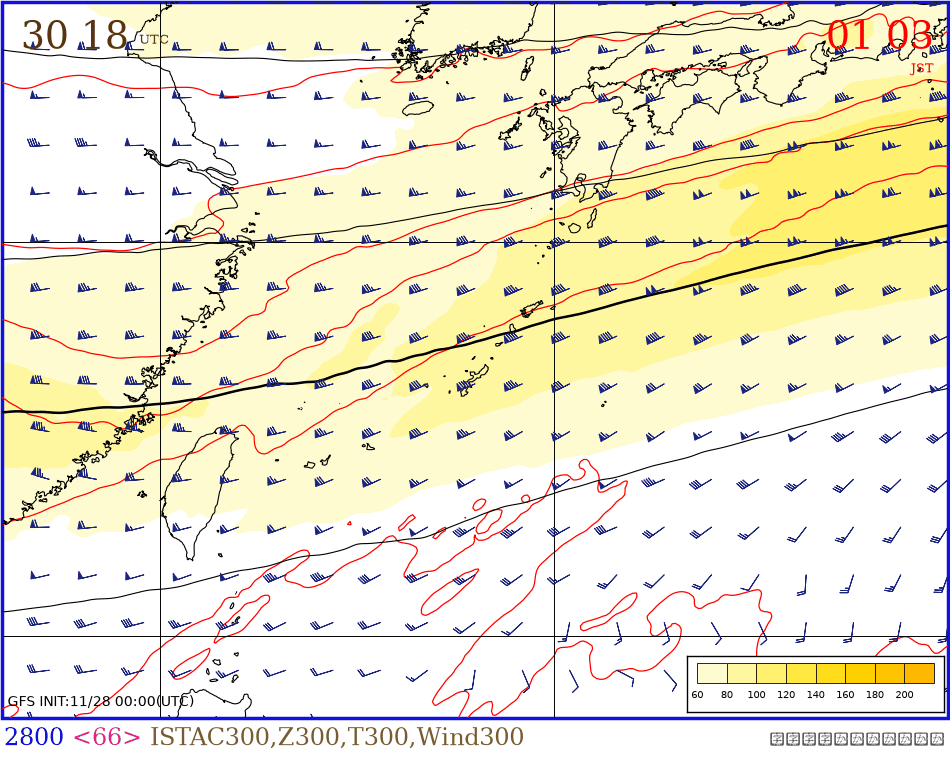 30 18 UTC
01 03
JST
60 80 100 120 140 160 180 200
GFS INIT:11/28 00:00(UTC)
2800 <66> ISTAC300,Z300,T300,Wind300